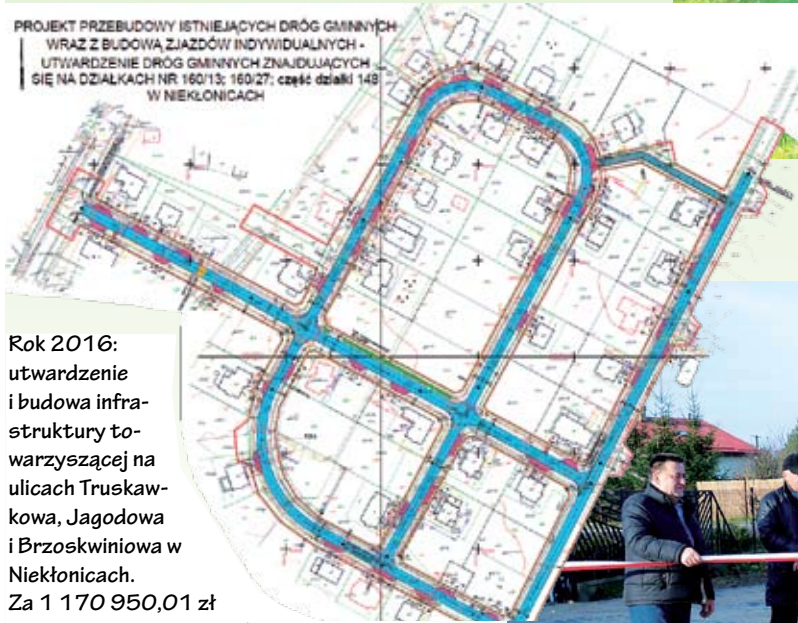 PROJEKT PRZEBUDOWY ISTNIEJĄCYCH DRÓG GMINNYCH
WRAZ Z BUDOWĄ ZJAZDÓW INDYWIDUALNYCH -
UTWARDZENIE DRÓG GMINNYCH ZNAJDUJĄCYCH
SIĘ NA DZIAŁKACH NR 160/13; 160/27; część działki 148
W NIEKŁONICACH
Rok 2016:
utwardzenie
i budowa infra-
struktury to-
warzyszącej na
ulicach Truskaw-
kowa, Jagodowa
i Brzoskwiniowa w
Niekłonicach.
Za 1 170 950,01 zł